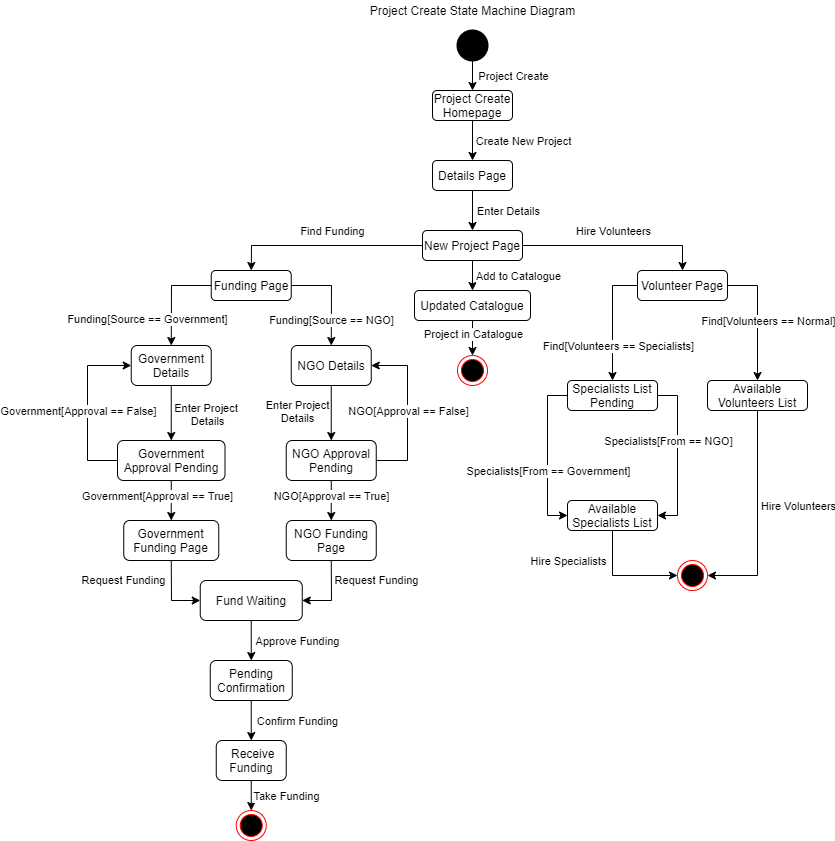 Project Create State Machine Diagram
Project Create
Project Create
Homepage
Create New Project
Details Page
Enter Details
Find Funding
New Project Page
Hire Volunteers
Funding Page
Add to Catalogue
Volunteer Page
Updated Catalogue
Funding[Source == Government]
Funding[Source == NGO]
Find[Volunteers == Normal]
Project in Catalogue
Find[Volunteers == Specialists]
Government
Details
NGO Details
Specialists List
Pending
Available
Volunteers List
Government[Approval == False]
Enter Project
Details
Enter Project
Details
NGO[Approval == False]
Specialists[From == NGO]
Government
Approval Pending
NGO Approval
Pending
Specialists[From == Government]
Government[Approval == True]
NGO[Approval == True]
Available
Specialists List
Hire Volunteers
Government
Funding Page
NGO Funding
Page
Hire Specialists
Request Funding
Request Funding
Fund Waiting
Approve Funding
Pending
Confirmation
Confirm Funding
Receive
Funding
Take Funding